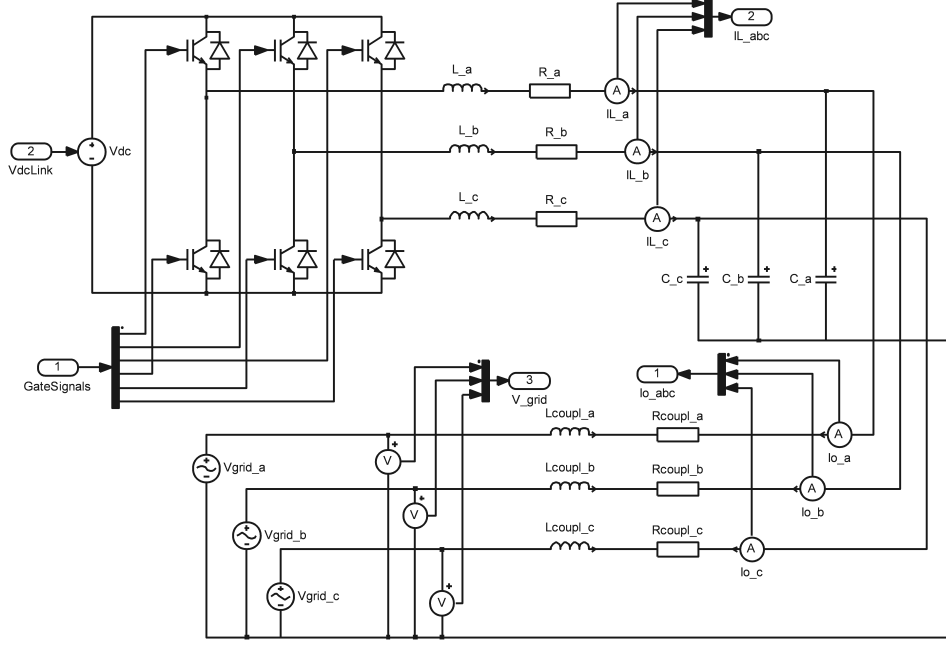 2
IL_abc
L_a
R_a
A
IL_a
L_b
R_b
A
IL_b
2
VdcLink
Vdc
L_c
R_c
A
IL_c
C_c
C_b
C_a
1
GateSignals
3
V_grid
1
Io_abc
Lcoupl_a
Rcoupl_a
A
Io_a
V
Vgrid_a
Lcoupl_b
Rcoupl_b
A
Io_b
V
Vgrid_b
Lcoupl_c
Rcoupl_c
A
Io_c
Vgrid_c
V